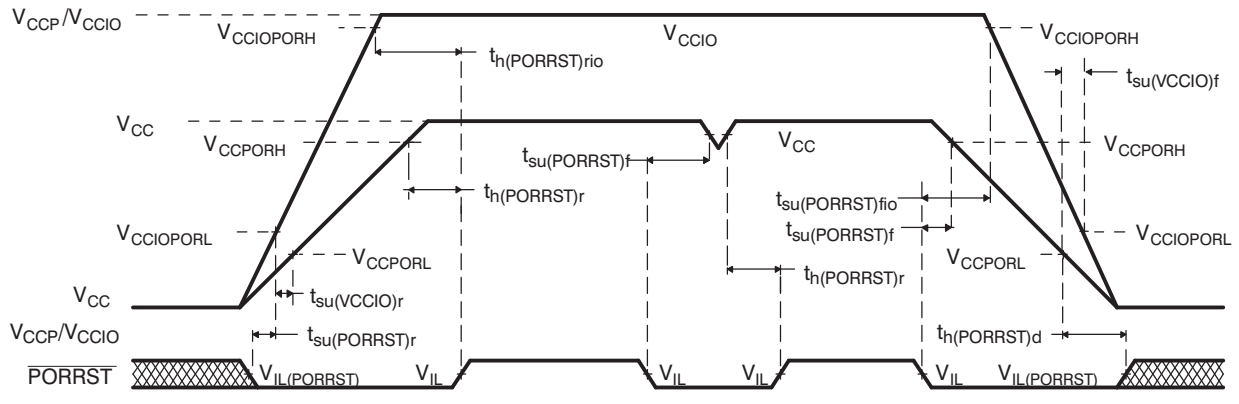 VCCP/VCCIO
VCCIOPORH
VCCIO
VCCIOPORH
th(PORRST)rio
tsu(VCCIO)f
VCC
VCCPORH
VCC
VCCPORH
tsu(PORRST)f
th(PORRST)r
tsu(PORRST)fio
tsu(PORRST)f
VCCIOPORL
VCCIOPORL
VCCPORL
VCCPORL
th(PORRST)r
VCC
tsu(VCCIO)r
VCCP/VCCIO
tsu(PORRST)r
th(PORRST)d
PORRST
VIL(PORRST)
VIL
VIL
VIL
VIL
VIL(PORRST)